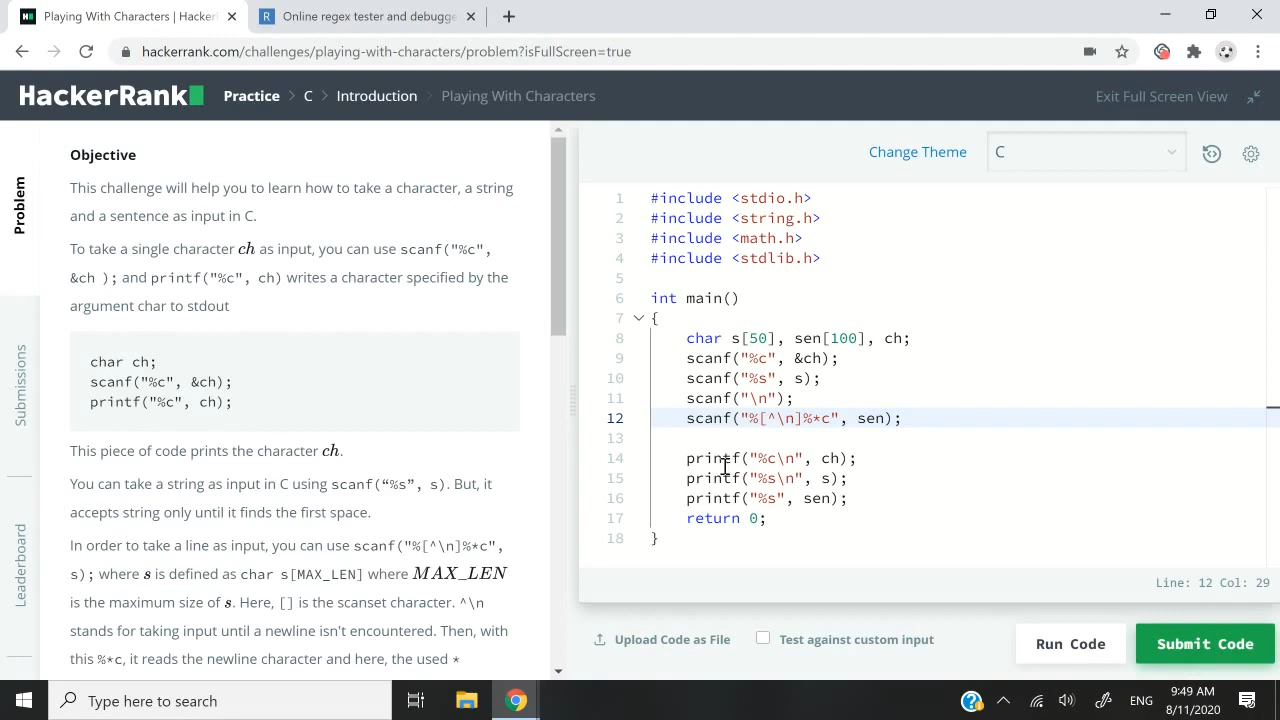 Playing With Characters | Hacker
Online regex tester and debugge
hackerrank.com/challenges/playing-with-characters/problem?isFullScreen=true
HackerRank
Practice > C > Introduction > Playing With Characters
Exit Full Screen View
Problem
Submissions
Leaderboard
Objective
This challenge will help you to learn how to take a character, a string
and a sentence as input in C.
To take a single character ch as input, you can use scanf("%c",
&ch ); and printf("%c", ch) writes a character specified by the
argument char to stdout
char ch;
scanf("%c", &ch);
printf("%c", ch);
This piece of code prints the character ch.
You can take a string as input in C using scanf(“%s”, s). But, it
accepts string only until it finds the first space.
In order to take a line as input, you can use scanf("%[^\n]%*c",
s); where s is defined as char s[MAX_LEN] where MAX_LEN
is the maximum size of s. Here, [] is the scanset character. ^\n
stands for taking input until a newline isn't encountered. Then, with
this %*c, it reads the newline character and here, the used *
Change Theme
C
1 #include <stdio.h>
2 #include <string.h>
3 #include <math.h>
4 #include <stdlib.h>
5
6 int main()
7 {
8 char s[50], sen[100], ch;
9 scanf("%c", &ch);
10 scanf("%s", s);
11 scanf("\n");
12 scanf("%[^\n]%*c", sen);
13
14 printf("%c\n", ch);
15 printf("%s\n", s);
16 printf("%s", sen);
17 return 0;
18 }
Line: 12 Col: 29
Upload Code as File
Test against custom input
Run Code
Submit Code
Type here to search
ENG
9:49 AM
8/11/2020